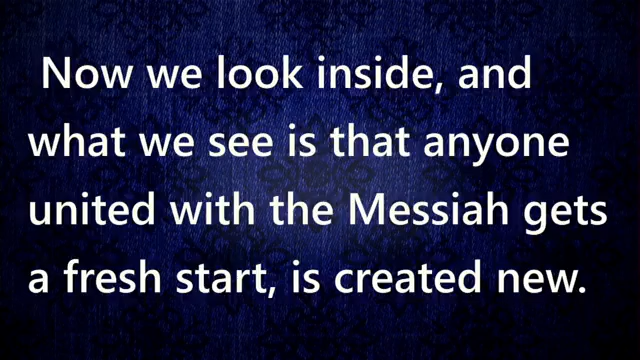 Now we look inside, and
what we see is that anyone
united with the Messiah gets
a fresh start, is created new.